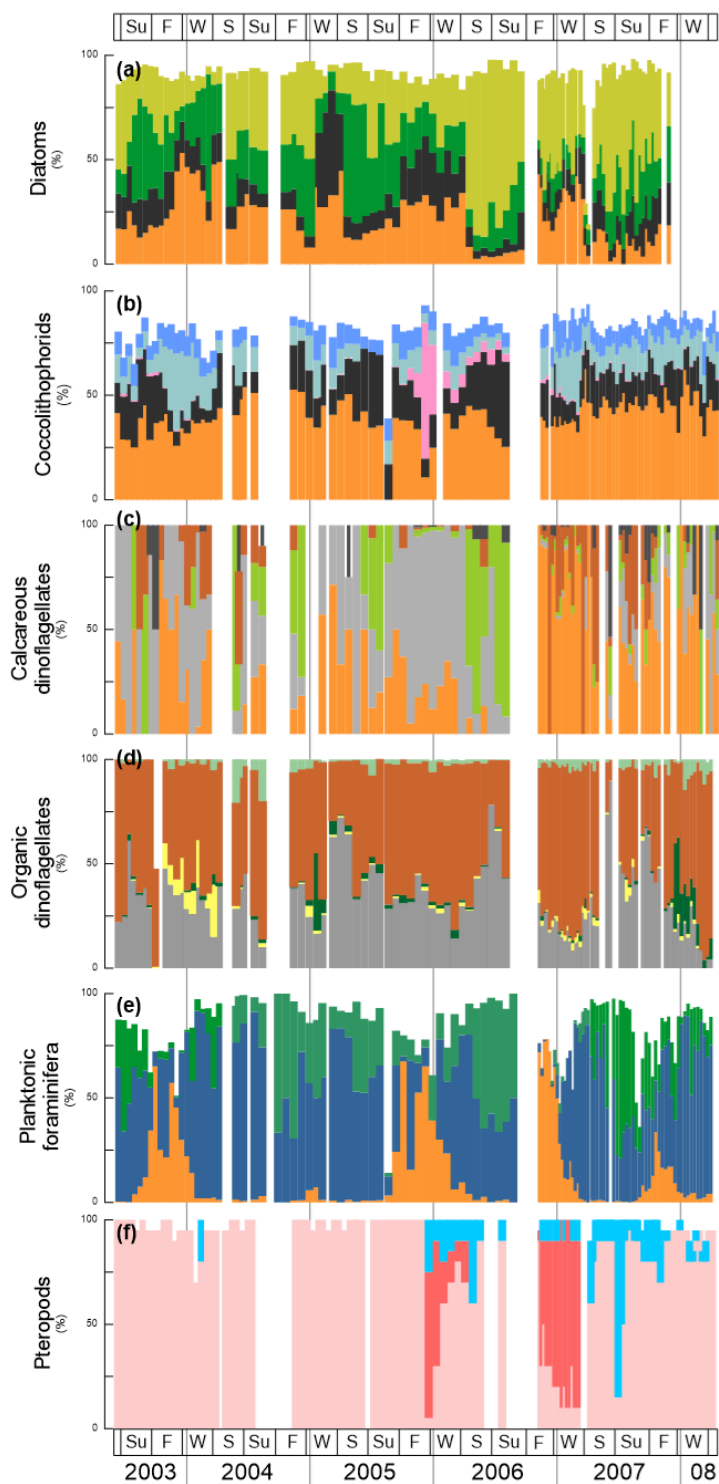 Su F W S Su F W S Su F W S Su F W S Su F W
(a)
100
50
0
Diatoms
(%)
(b)
100
50
0
Coccolithophorids
(%)
(c)
100
50
0
Calcareous
dinoflagellates
(%)
(d)
100
50
0
Organic
dinoflagellates
(%)
(e)
100
50
0
Planktonic
foraminifera
(%)
(f)
100
50
0
Pteropods
(%)
Su F W S Su F W S Su F W S Su F W S Su F W
2003 2004 2005 2006 2007 08